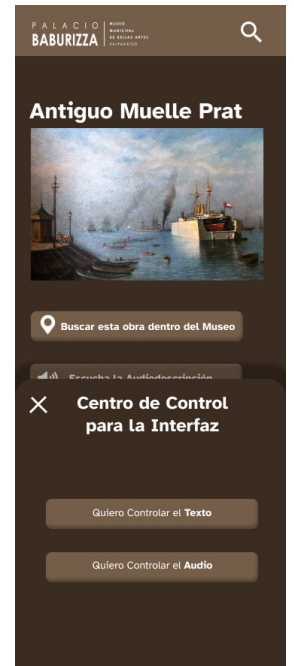 PALACIO
BABURIZZA
MUSEO
MUNICIPAL
DE BELLAS ARTES
VALPARAÍSO
Antiguo Muelle Prat
Buscar esta obra dentro del Museo
Escucha la Audiodescripción
Centro de Control
para la Interfaz
Quiero Controlar el Texto
Quiero Controlar el Audio